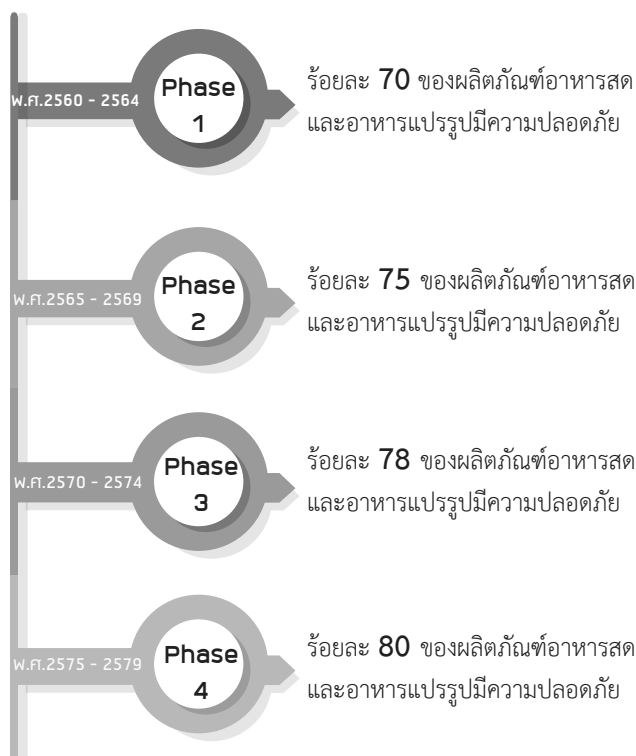 พ.ศ.2560 - 2564
Phase
1
ร้อยละ 70 ของผลิตภัณฑ์อาหารสด
และอาหารแปรรูปมีความปลอดภัย
พ.ศ.2565 - 2569
Phase
2
ร้อยละ 75 ของผลิตภัณฑ์อาหารสด
และอาหารแปรรูปมีความปลอดภัย
พ.ศ.2570 - 2574
Phase
3
ร้อยละ 78 ของผลิตภัณฑ์อาหารสด
และอาหารแปรรูปมีความปลอดภัย
พ.ศ.2575 - 2579
Phase
4
ร้อยละ 80 ของผลิตภัณฑ์อาหารสด
และอาหารแปรรูปมีความปลอดภัย